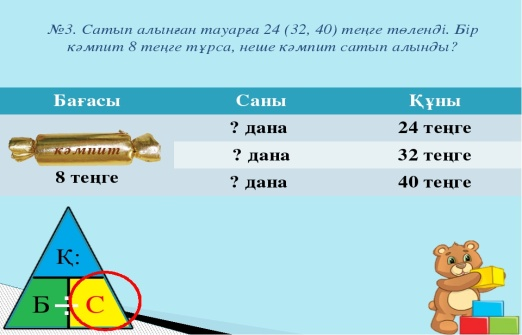 №3. Сатып алынған тауарға 24 (32, 40) теңге төленді. Бір
кәмпит 8 теңге тұрса, неше кәмпит сатып алынды?
Бағасы Саны Құны
? дана 24 теңге
кәмпит
? дана 32 теңге
8 теңге
? дана 40 теңге
Қ:
Б ÷ С